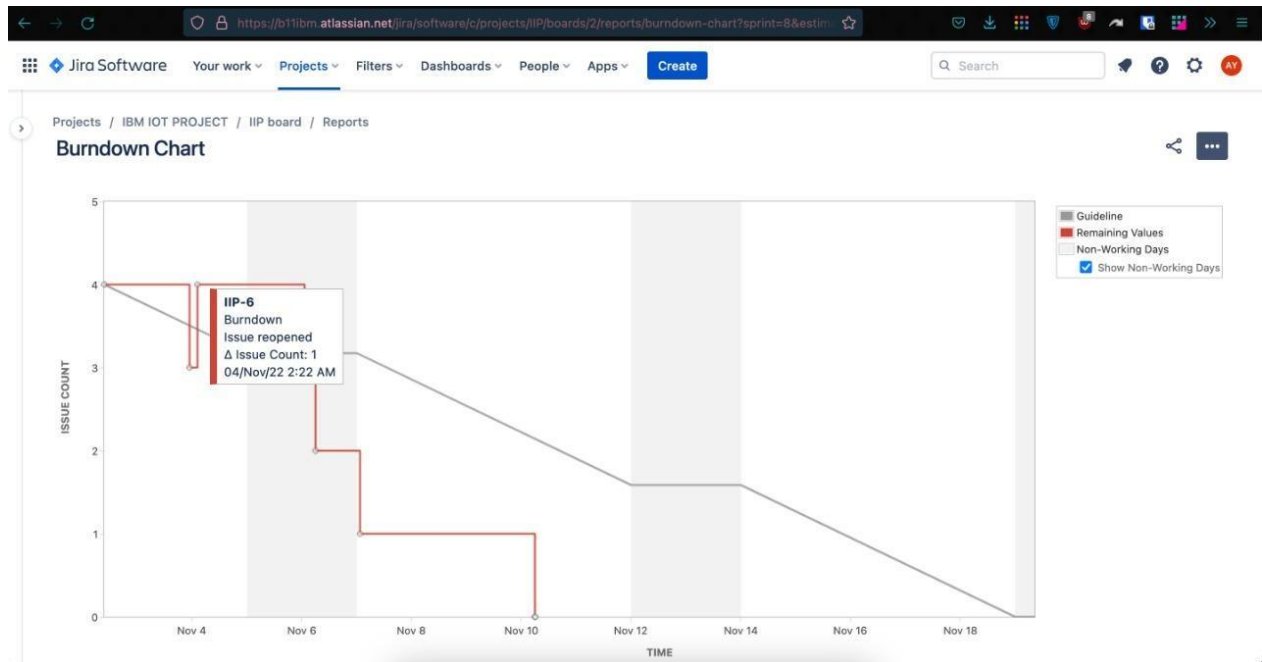 https://b11ibm.atlassian.net/jira/software/c/projects/IIP/boards/2/reports/burndown-chart?sprint=8&estim
Jira Software Your work Projects Filters Dashboards People Apps Create Search AY
Projects / IBM IOT PROJECT / IIP board / Reports
Burndown Chart
5
4
3
2
1
0
ISSUE COUNT
IIP-6
Burndown
Issue reopened
Δ Issue Count: 1
04/Nov/22 2:22 AM
Guideline
Remaining Values
Non-Working Days
Show Non-Working Days
Nov 4 Nov 6 Nov 8 Nov 10 Nov 12 Nov 14 Nov 16 Nov 18
TIME